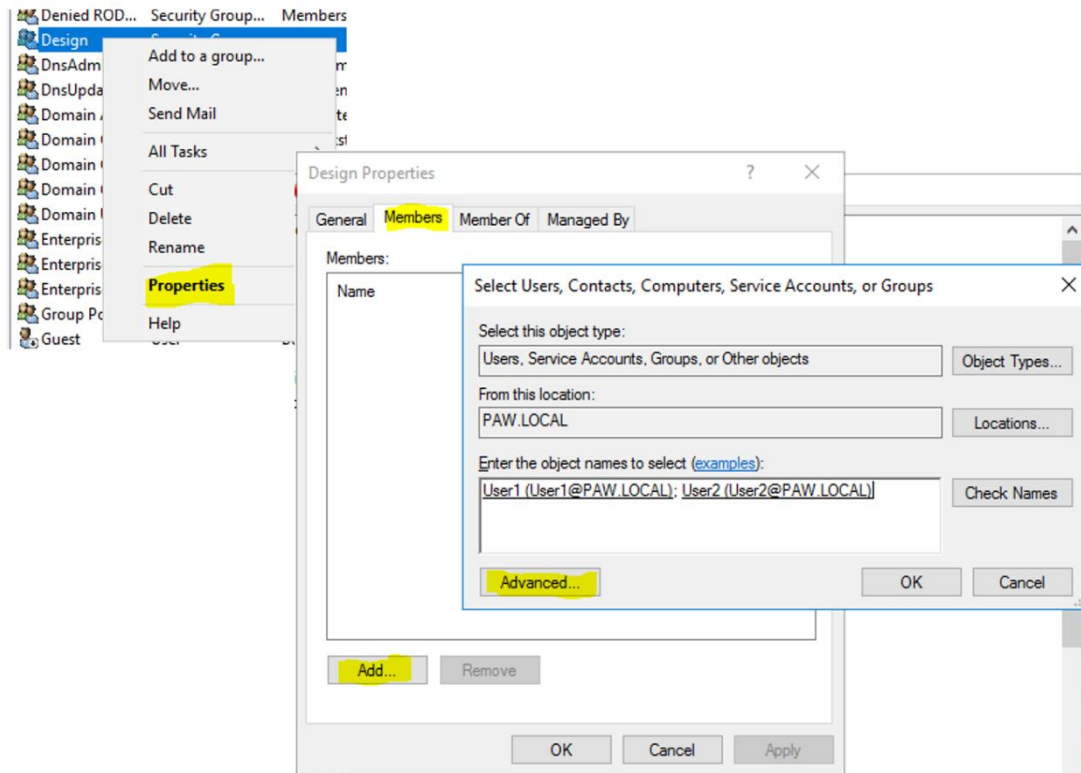 Denied ROD... Security Group... Members
Design
DnsAdm
DnsUpda
Domain
Domain
Domain
Domain
Domain
Enterpris
Enterpris
Enterpris
Group Po
Guest
Add to a group...
Move...
Send Mail
All Tasks
Cut
Delete
Rename
Properties
Help
Design Properties ? ×
General Members Member Of Managed By
Members:
Name
Add... Remove
OK Cancel Apply
Select Users, Contacts, Computers, Service Accounts, or Groups ×
Select this object type:
Users, Service Accounts, Groups, or Other objects Object Types...
From this location:
PAW.LOCAL Locations...
Enter the object names to select (examples):
User1 (User1@PAW.LOCAL); User2 (User2@PAW.LOCAL) Check Names
Advanced... OK Cancel